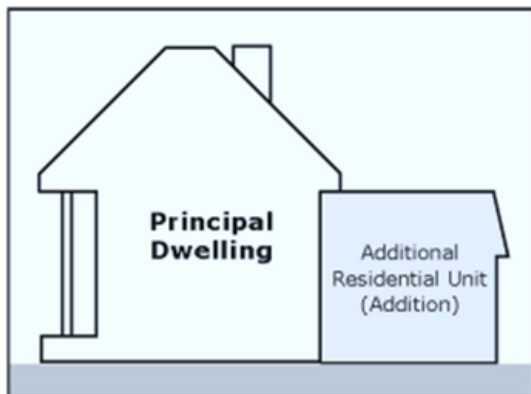 Principal
Dwelling
Additional
Residential Unit
(Addition)